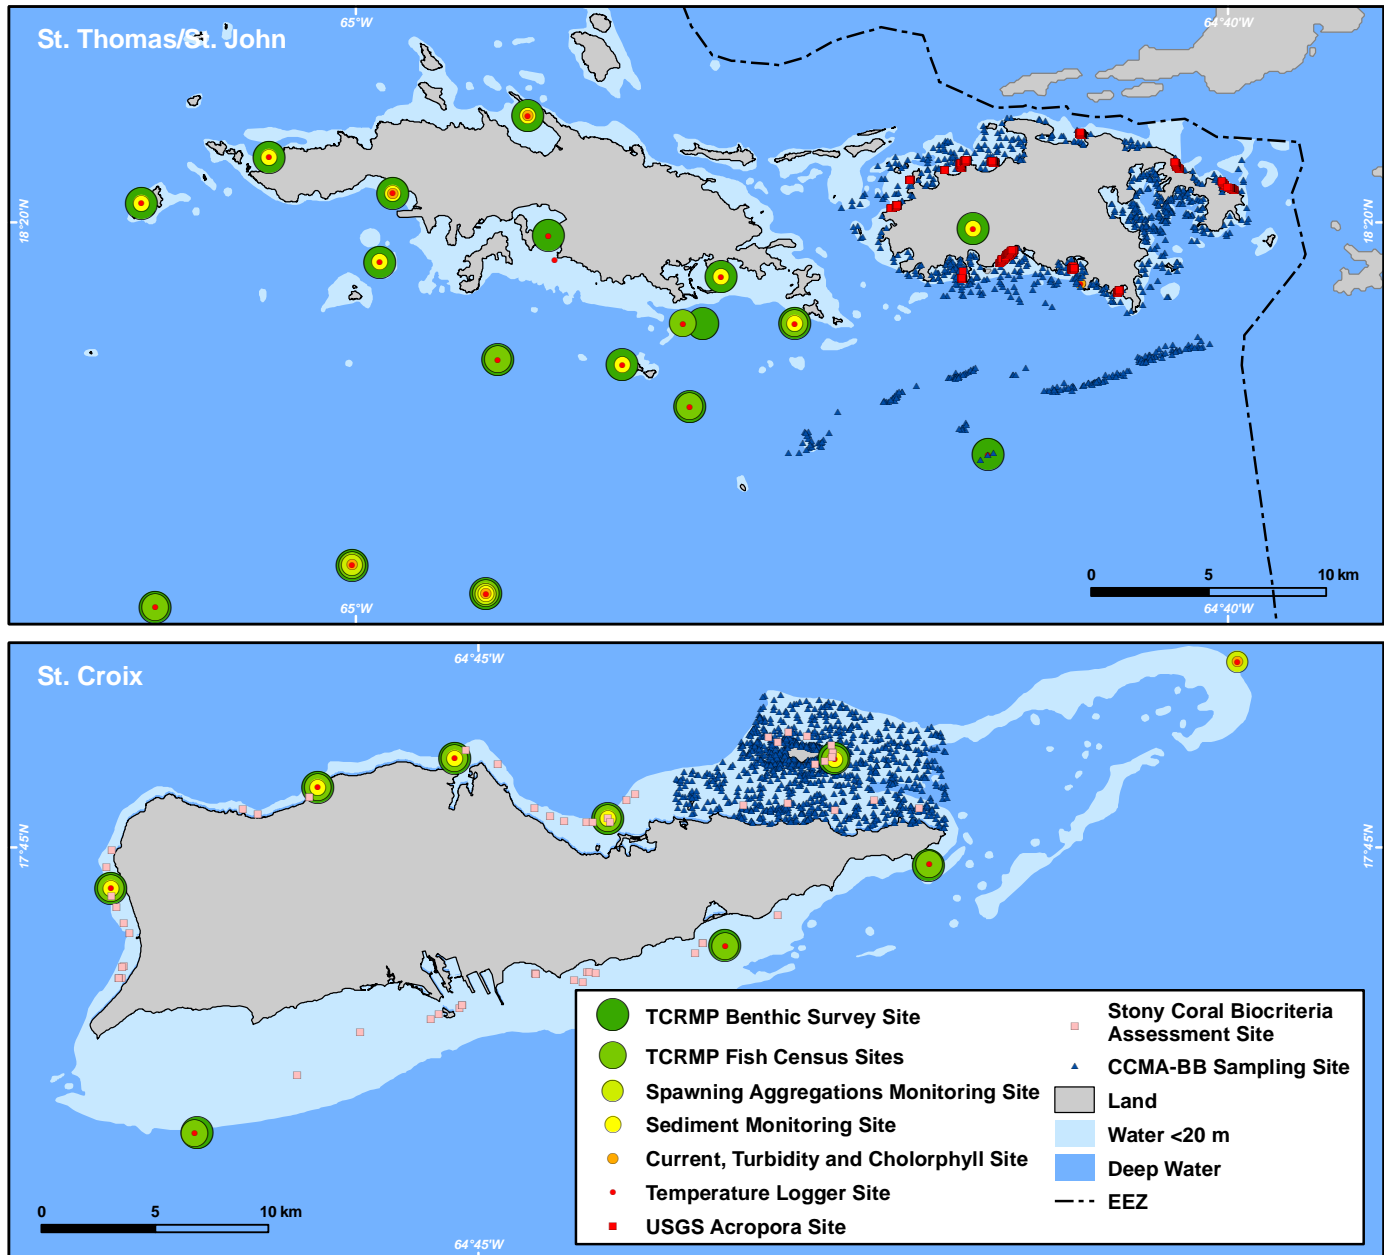 St. Thomas/St. John
65°W
64°40'W
18°20'N
18°20'N
0 5 10 km
65°W
64°40'W
St. Croix
64°45'W
17°45'N
17°45'N
0 5 10 km
64°45'W
TCRMP Benthic Survey Site
TCRMP Fish Census Sites
Spawning Aggregations Monitoring Site
Sediment Monitoring Site
Current, Turbidity and Cholorphyll Site
Temperature Logger Site
USGS Acropora Site
Stony Coral Biocriteria
Assessment Site
CCMA-BB Sampling Site
Land
Water <20 m
Deep Water
EEZ